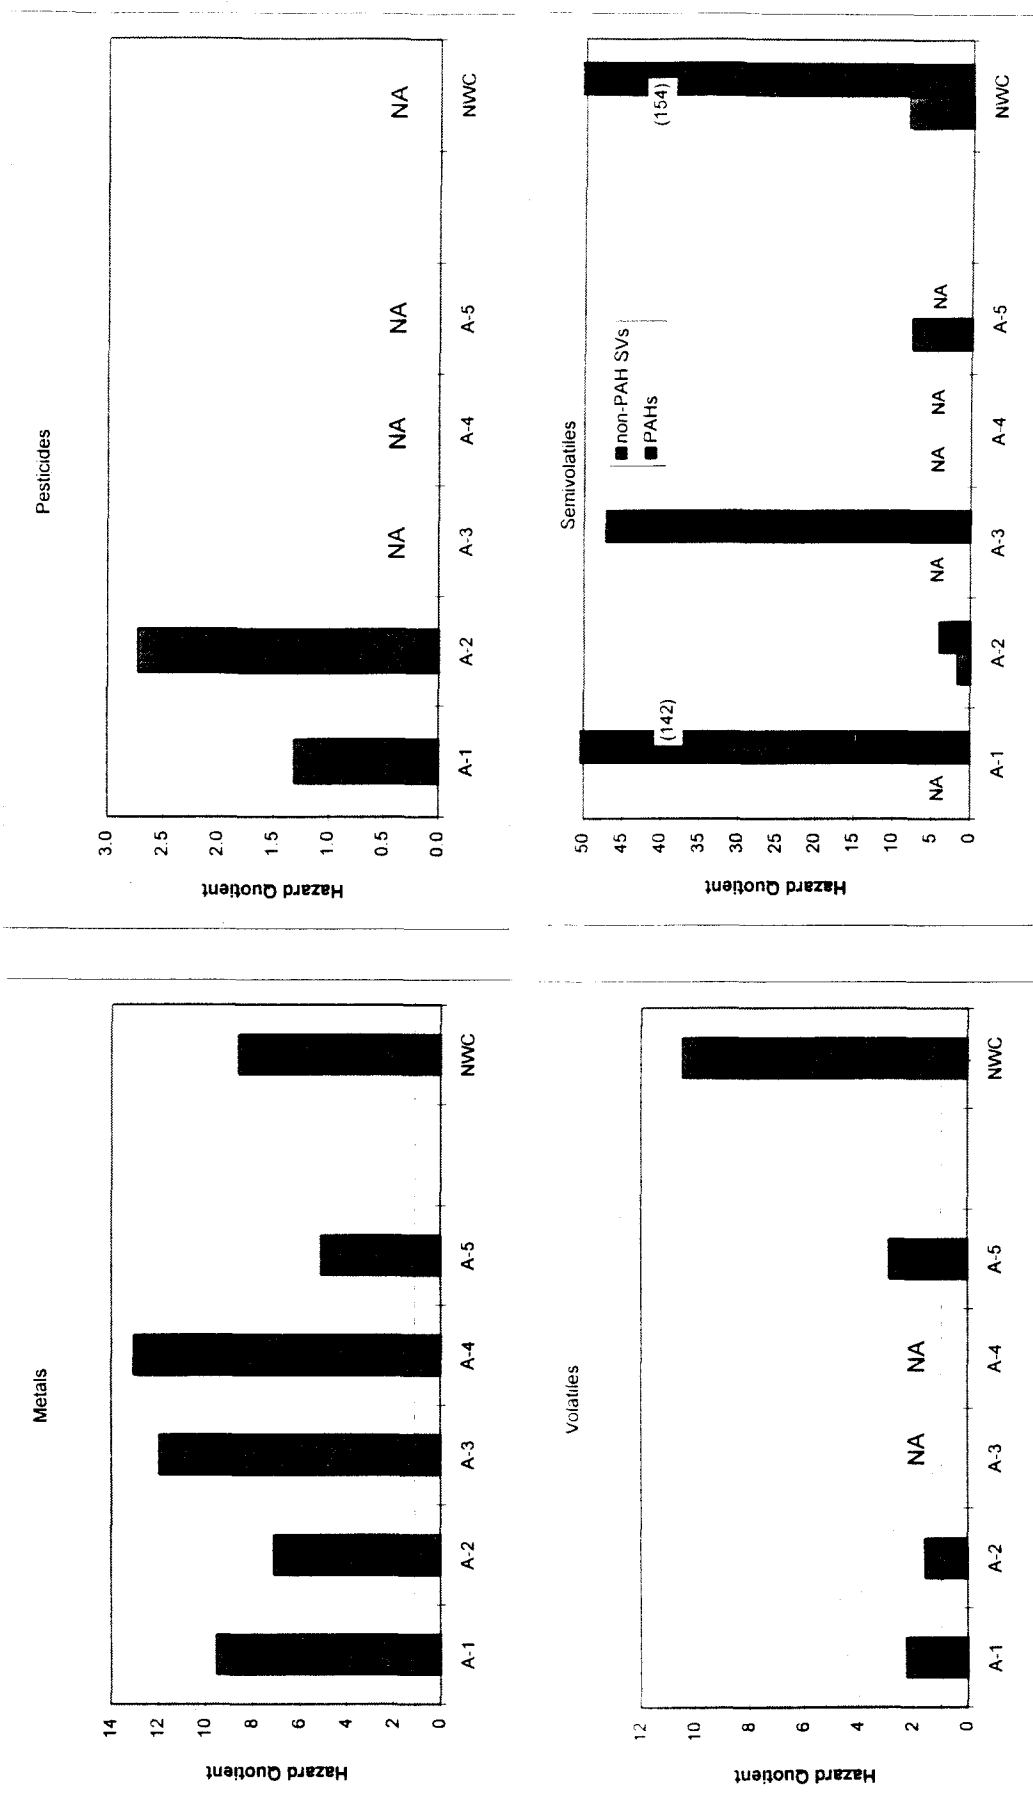 Metals
Hazard Quotient
14
12
10
8
6
4
2
0
A-1 A-2 A-3 A-4 A-5 NWC
Pesticides
Hazard Quotient
3.0
2.5
2.0
1.5
1.0
0.5
0.0
NA NA NA NA
A-1 A-2 A-3 A-4 A-5 NWC
Volatiles
Hazard Quotient
12
10
8
6
4
2
0
NA NA
A-1 A-2 A-3 A-4 A-5 NWC
Semivolatiles
Hazard Quotient
50
45
40
35
30
25
20
15
10
5
0
non-PAH SVs
PAHs
(142) (154)
NA NA NA NA NA
A-1 A-2 A-3 A-4 A-5 NWC